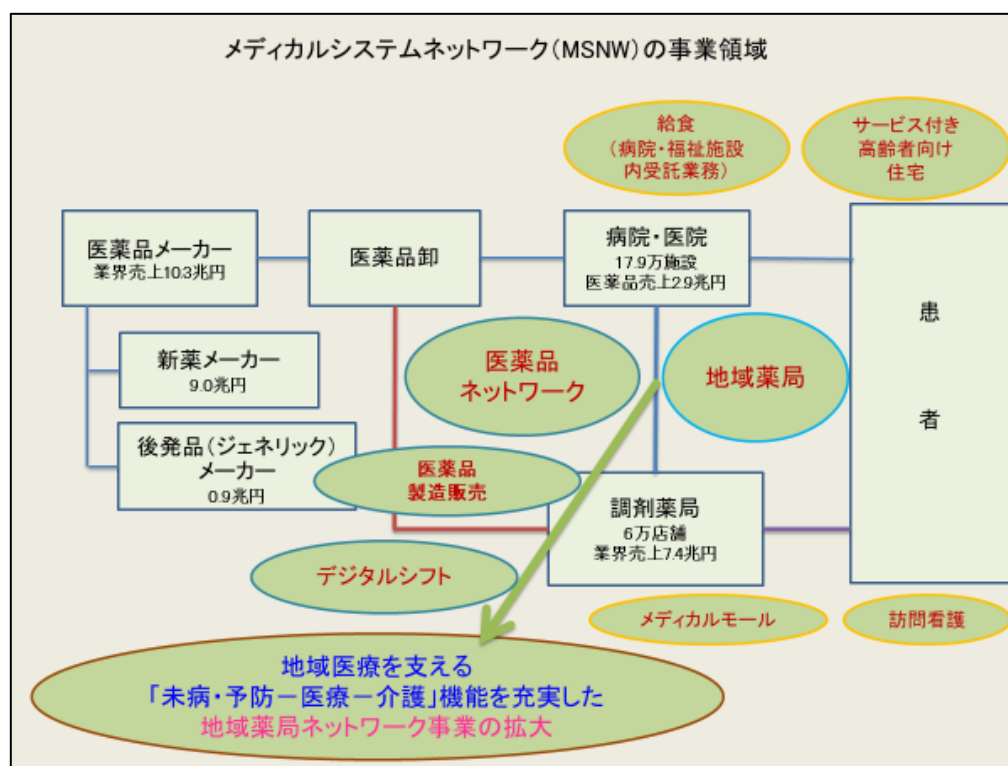 メディカルシステムネットワーク(MSNW)の事業領域
給食
(病院・福祉施設
内受託業務)
サービス付き
高齢者向け
住宅
医薬品メーカー
業界売上10.3兆円
医薬品卸
病院・医院
17.9万施設
医薬品売上2.9兆円
患
者
新薬メーカー
9.0兆円
医薬品
ネットワーク
地域薬局
後発品(ジェネリック)
メーカー
0.9兆円
医薬品
製造販売
調剤薬局
6万店舗
業界売上7.4兆円
デジタルシフト
メディカルモール
訪問看護
地域医療を支える
「未病・予防－医療－介護」機能を充実した
地域薬局ネットワーク事業の拡大